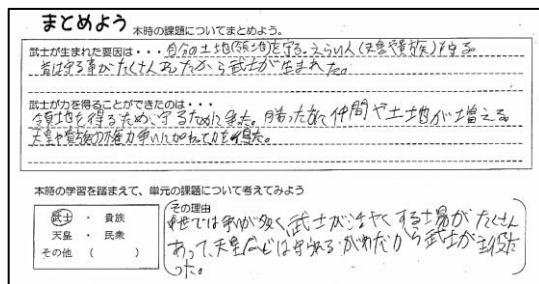 まとめよう 本時の課題についてまとめよう。
武士が生まれた要因は・・・自分の土地(領地)を守る。えらい人(天皇や貴族)を守る
昔は守る事がたくさんあったから武士が生まれた。
武士が力を得ることができたのは・・・
領地を得るため、守るために争った。勝ったなら仲間や土地が増える
天皇や貴族の権力争いに加わって力を得た。
本時の学習を踏まえて、単元の課題について考えてみよう
武士 ・ 貴族
天皇 ・ 民衆
その他 ( )
その理由
中世では争いが多く、武士がかつやくする場がたくさん
あって、天皇などは守られるがわだから武士が主役だ
った。